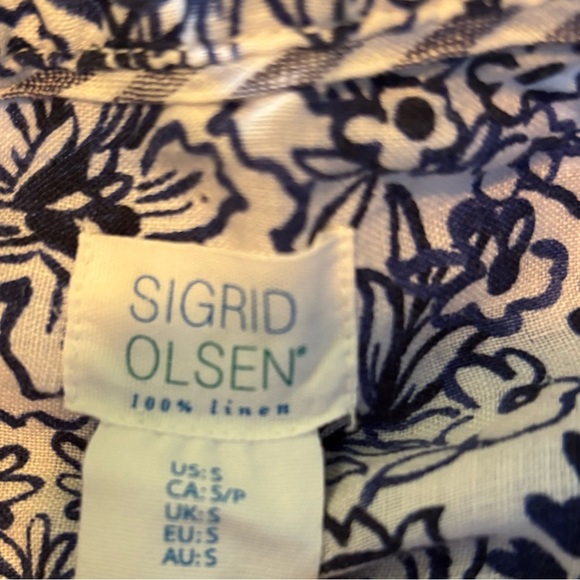 SIGRID
OLSEN®
100% linen
US: S
CA: S/P
UK: S
EU: S
AU: S